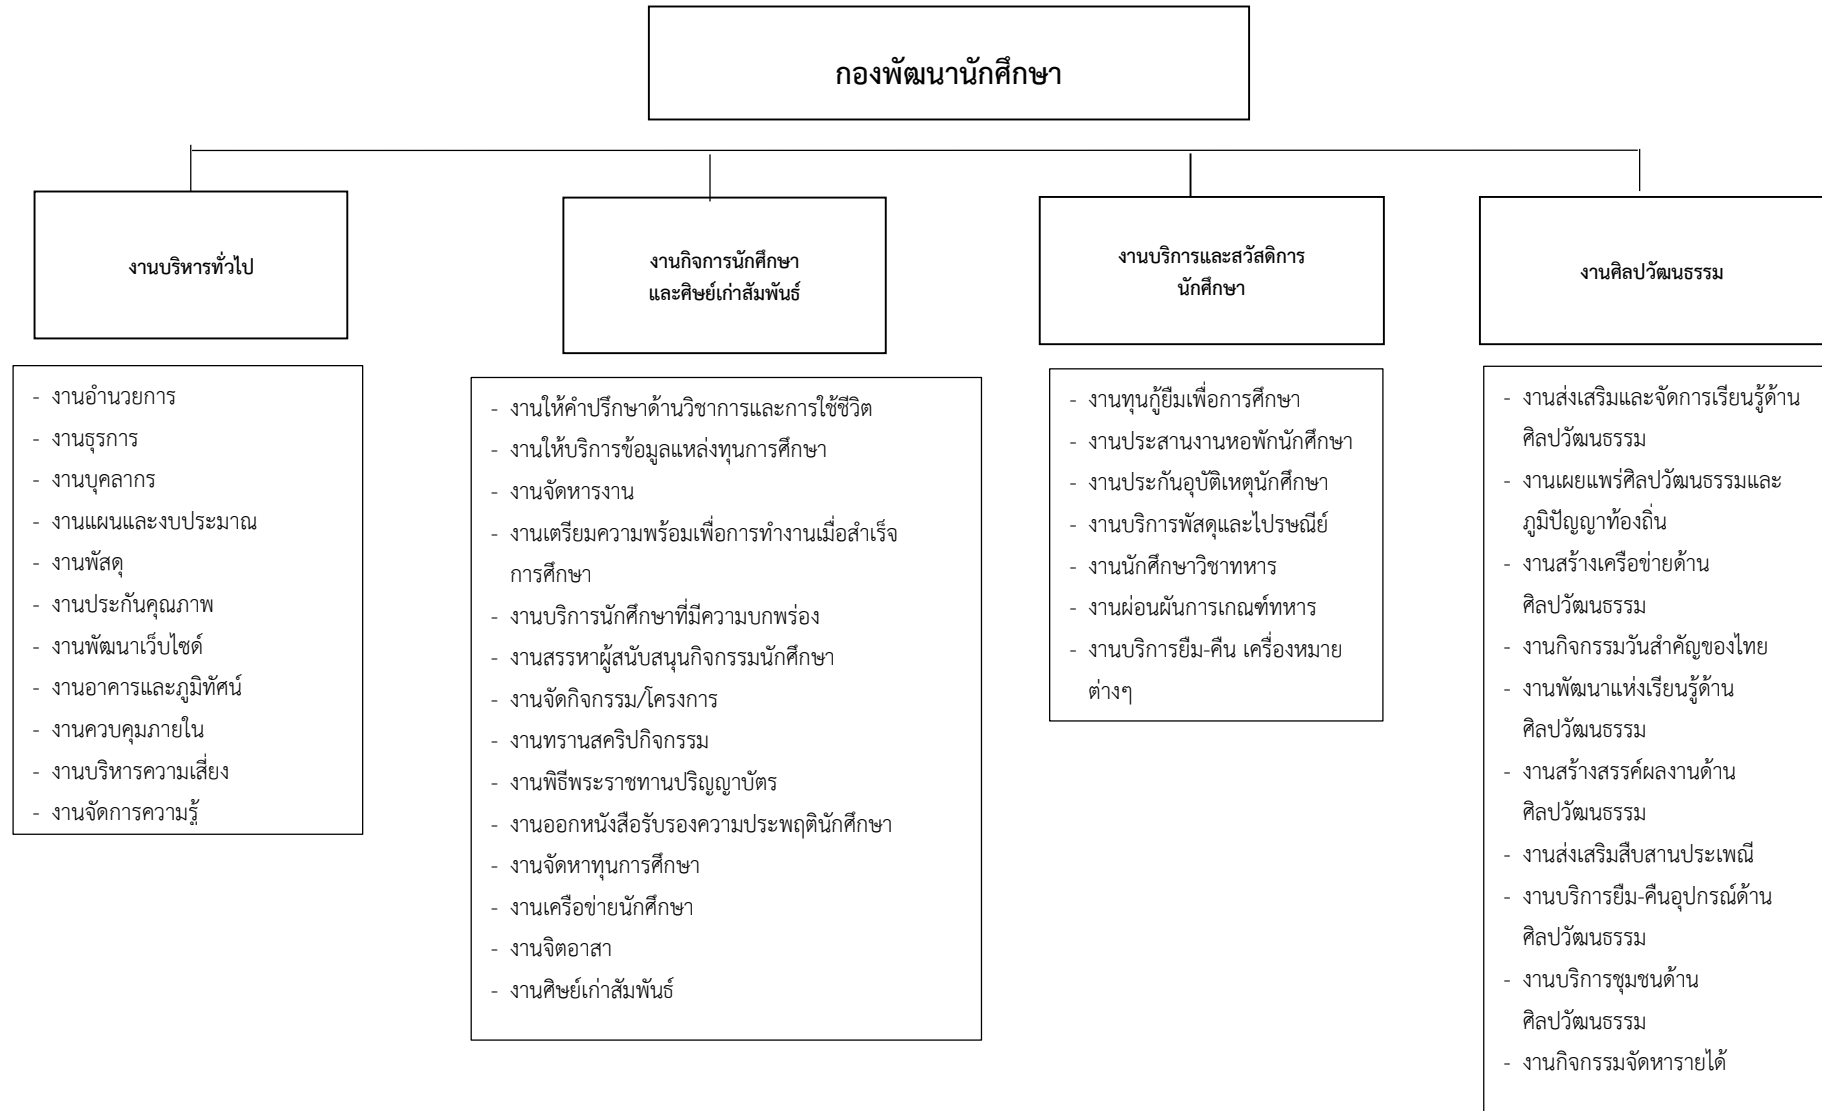 กองพัฒนานักศึกษา
งานบริหารทั่วไป
- งานอำนวยการ
- งานธุรการ
- งานบุคลากร
- งานแผนและงบประมาณ
- งานพัสดุ
- งานประกันคุณภาพ
- งานพัฒนาเว็บไซด์
- งานอาคารและภูมิทัศน์
- งานควบคุมภายใน
- งานบริหารความเสี่ยง
- งานจัดการความรู้
งานกิจการนักศึกษา
และศิษย์เก่าสัมพันธ์
- งานให้คำปรึกษาด้านวิชาการและการใช้ชีวิต
- งานให้บริการข้อมูลแหล่งทุนการศึกษา
- งานจัดหารงาน
- งานเตรียมความพร้อมเพื่อการทำงานเมื่อสำเร็จ
การศึกษา
- งานบริการนักศึกษาที่มีความบกพร่อง
- งานสรรหาผู้สนับสนุนกิจกรรมนักศึกษา
- งานจัดกิจกรรม/โครงการ
- งานทรานสคริปกิจกรรม
- งานพิธีพระราชทานปริญญาบัตร
- งานออกหนังสือรับรองความประพฤตินักศึกษา
- งานจัดหาทุนการศึกษา
- งานเครือข่ายนักศึกษา
- งานจิตอาสา
- งานศิษย์เก่าสัมพันธ์
งานบริการและสวัสดิการ
นักศึกษา
- งานทุนกู้ยืมเพื่อการศึกษา
- งานประสานงานหอพักนักศึกษา
- งานประกันอุบัติเหตุนักศึกษา
- งานบริการพัสดุและไปรษณีย์
- งานนักศึกษาวิชาทหาร
- งานผ่อนผันการเกณฑ์ทหาร
- งานบริการยืม-คืน เครื่องหมาย
ต่างๆ
งานศิลปวัฒนธรรม
- งานส่งเสริมและจัดการเรียนรู้ด้าน
ศิลปวัฒนธรรม
- งานเผยแพร่ศิลปวัฒนธรรมและ
ภูมิปัญญาท้องถิ่น
- งานสร้างเครือข่ายด้าน
ศิลปวัฒนธรรม
- งานกิจกรรมวันสำคัญของไทย
- งานพัฒนาแห่งเรียนรู้ด้าน
ศิลปวัฒนธรรม
- งานสร้างสรรค์ผลงานด้าน
ศิลปวัฒนธรรม
- งานส่งเสริมสืบสานประเพณี
- งานบริการยืม-คืนอุปกรณ์ด้าน
ศิลปวัฒนธรรม
- งานบริการชุมชนด้าน
ศิลปวัฒนธรรม
- งานกิจกรรมจัดหารายได้